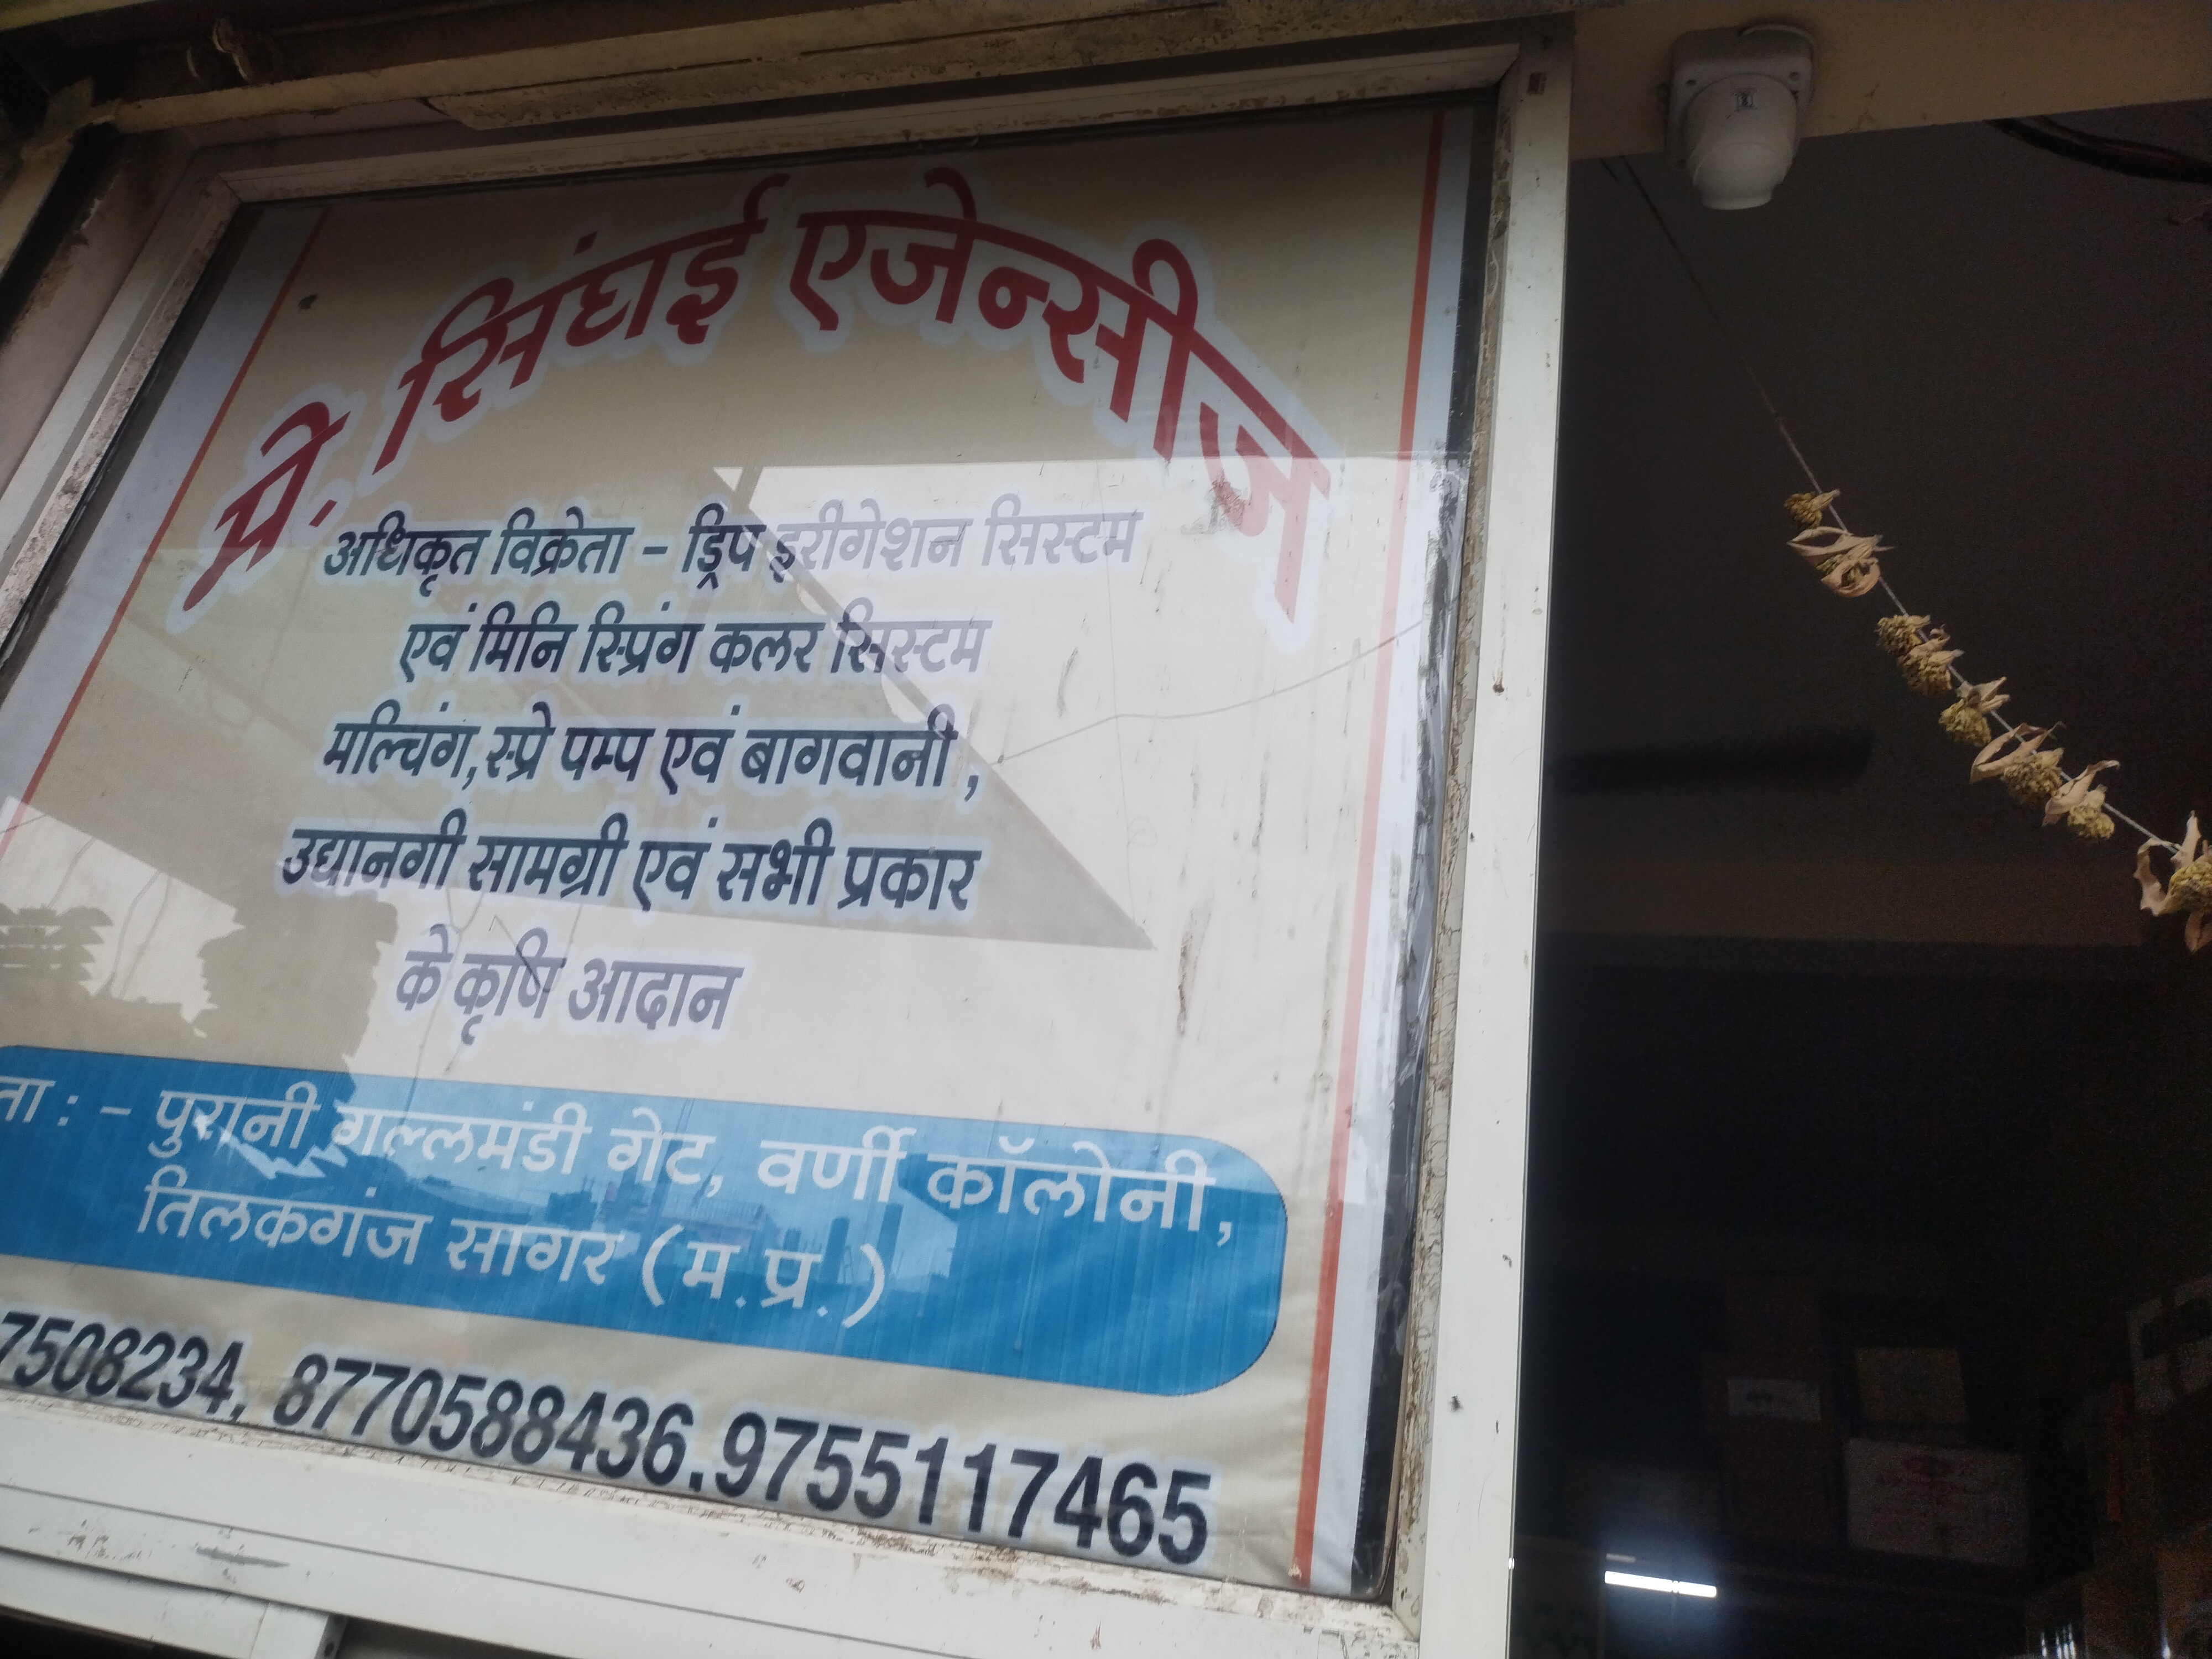 मे. सिंघई एजेन्सीज
अधिकृत विक्रेता - ड्रिप इरीगेशन सिस्टम
एवं मिनि स्प्रिंग कलर सिस्टम
मल्चिंग, स्प्रे पम्प एवं बागवानी ,
उद्यानगी सामग्री एवं सभी प्रकार
के कृषि आदान
ता : - पुरानी गल्लमंडी गेट, वर्णी कॉलोनी,
तिलकगंज सागर (म.प्र.)
7508234, 8770588436.9755117465